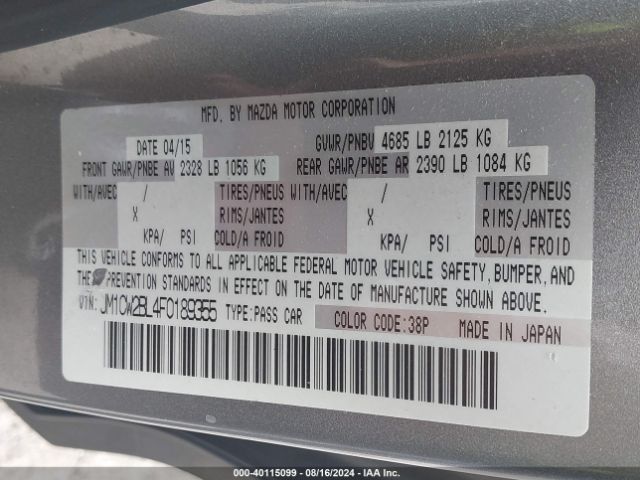 MFD. BY MAZDA MOTOR CORPORATION
DATE 04/15 GVWR/PNBV 4685 LB 2125 KG
FRONT GAWR/PNBE AV 2328 LB 1056 KG REAR GAWR/PNBE AR 2390 LB 1084 KG
WITH/AVEC / TIRES/PNEUS WITH/AVEC / TIRES/PNEUS
X RIMS/JANTES X RIMS/JANTES
KPA/ PSI COLD/A FROID KPA/ PSI COLD/A FROID
THIS VEHICLE CONFORMS TO ALL APPLICABLE FEDERAL MOTOR VEHICLE SAFETY, BUMPER, AND
THEFT PREVENTION STANDARDS IN EFFECT ON THE DATE OF MANUFACTURE SHOWN ABOVE.
VIN: JM1CW2BL4F0189355 TYPE: PASS CAR COLOR CODE: 38P MADE IN JAPAN
000-40115099 - 08/16/2024 - IAA Inc.